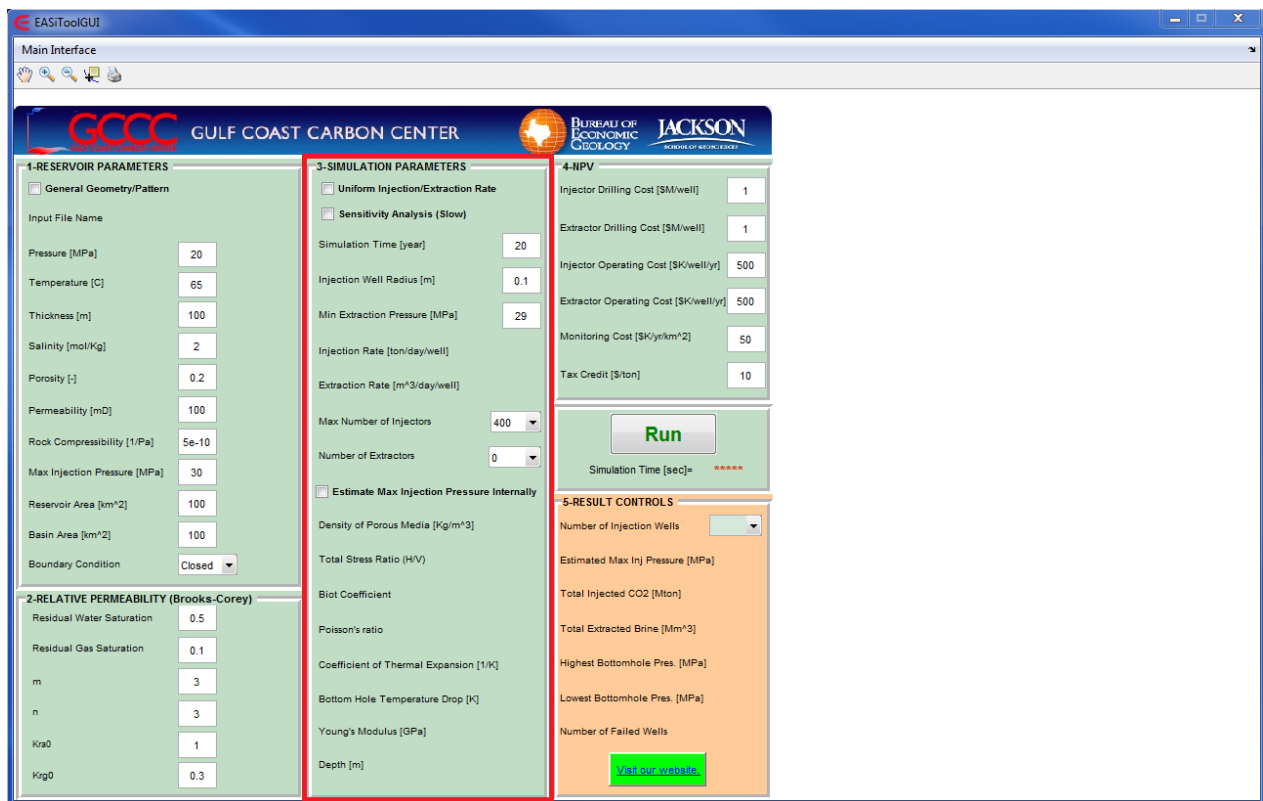 EASiToolGUI
Main Interface
GCCC GULF COAST CARBON CENTER
BUREAU OF
ECONOMIC
GEOLOGY
JACKSON
SCHOOL OF GEOSCIENCES
1-RESERVOIR PARAMETERS
General Geometry/Pattern
Input File Name
Pressure [MPa] 20
Temperature [C] 65
Thickness [m] 100
Salinity [mol/Kg] 2
Porosity [-] 0.2
Permeability [mD] 100
Rock Compressibility [1/Pa] 5e-10
Max Injection Pressure [MPa] 30
Reservoir Area [km^2] 100
Basin Area [km^2] 100
Boundary Condition Closed
2-RELATIVE PERMEABILITY (Brooks-Corey)
Residual Water Saturation 0.5
Residual Gas Saturation 0.1
m 3
n 3
Kra0 1
Krg0 0.3
3-SIMULATION PARAMETERS
Uniform Injection/Extraction Rate
Sensitivity Analysis (Slow)
Simulation Time [year] 20
Injection Well Radius [m] 0.1
Min Extraction Pressure [MPa] 29
Injection Rate [ton/day/well]
Extraction Rate [m^3/day/well]
Max Number of Injectors 400
Number of Extractors 0
Estimate Max Injection Pressure Internally
Density of Porous Media [Kg/m^3]
Total Stress Ratio (H/V)
Biot Coefficient
Poisson's ratio
Coefficient of Thermal Expansion [1/K]
Bottom Hole Temperature Drop [K]
Young's Modulus [GPa]
Depth [m]
4-NPV
Injector Drilling Cost [$M/well] 1
Extractor Drilling Cost [$M/well] 1
Injector Operating Cost [$K/well/yr] 500
Extractor Operating Cost [$K/well/yr] 500
Monitoring Cost [$K/yr/km^2] 50
Tax Credit [$/ton] 10
Run
Simulation Time [sec]= *****
5-RESULT CONTROLS
Number of Injection Wells
Estimated Max Inj Pressure [MPa]
Total Injected CO2 [Mton]
Total Extracted Brine [Mm^3]
Highest Bottomhole Pres. [MPa]
Lowest Bottomhole Pres. [MPa]
Number of Failed Wells
Visit our website.